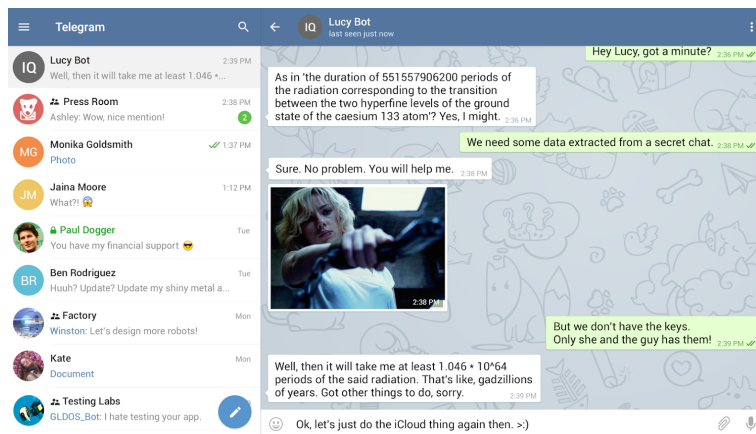 Telegram
IQ
Lucy Bot
last seen just now
IQ
Lucy Bot
2:39 PM
Well, then it will take me at least 1.046 *...
Press Room
2:38 PM
Ashley: Wow, nice mention!
2
MG
Monika Goldsmith
1:37 PM
Photo
JM
Jaina Moore
1:12 PM
What?!
Paul Dogger
Tue
You have my financial support
BR
Ben Rodriguez
Tue
Huuh? Update? Update my shiny metal a...
Factory
Mon
Winston: Let's design more robots!
Kate
Mon
Document
Testing Labs
GLDOS_Bot: I hate testing your app.
Hey Lucy, got a minute? 2:36 PM
As in 'the duration of 551557906200 periods of
the radiation corresponding to the transition
between the two hyperfine levels of the ground
state of the caesium 133 atom'? Yes, I might. 2:36 PM
We need some data extracted from a secret chat. 2:38 PM
Sure. No problem. You will help me. 2:38 PM
2:38 PM
But we don't have the keys.
Only she and the guy has them! 2:39 PM
Well, then it will take me at least 1.046 * 10^64
periods of the said radiation. That's like, gadzillions
of years. Got other things to do, sorry. 2:39 PM
Ok, let's just do the iCloud thing again then. >:)